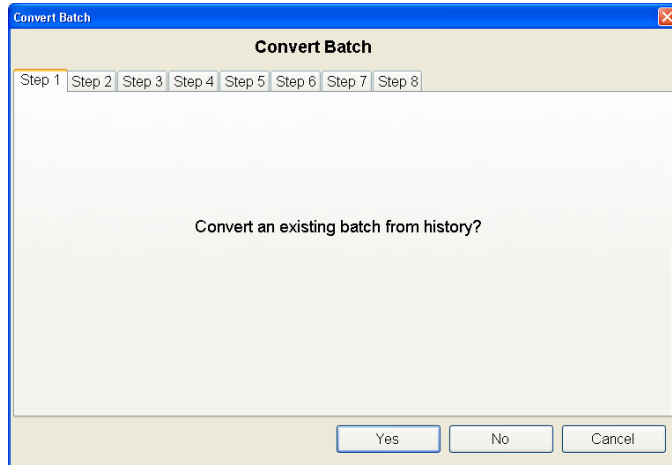 Convert Batch
Convert Batch
Step 1 Step 2 Step 3 Step 4 Step 5 Step 6 Step 7 Step 8
Convert an existing batch from history?
Yes No Cancel